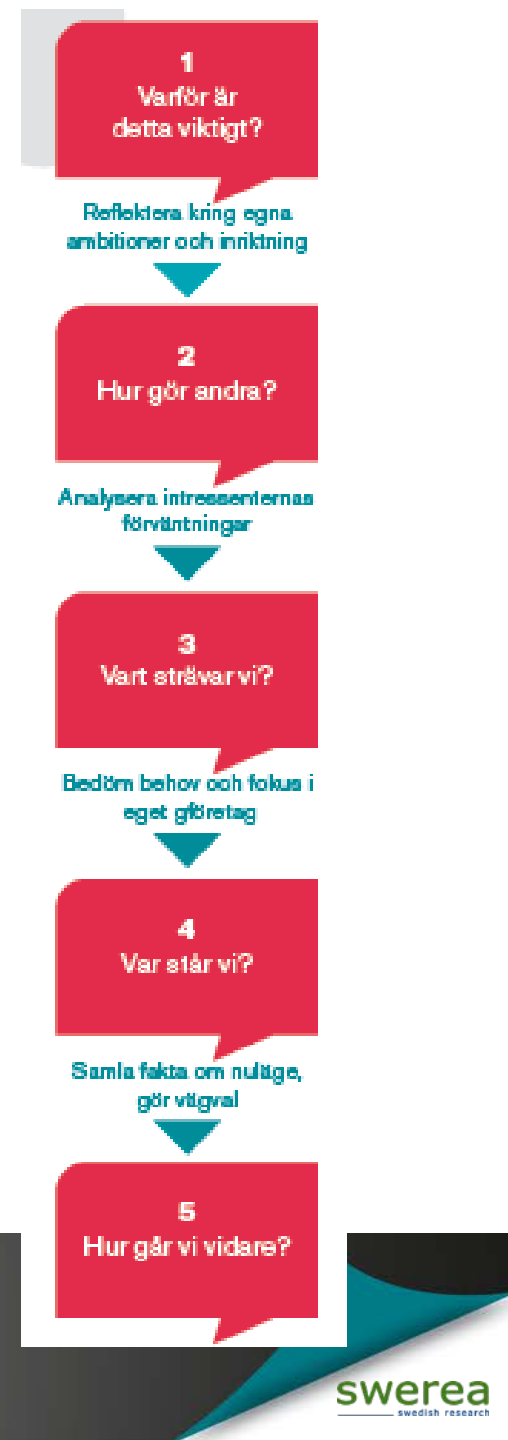 1
Varför är
detta viktigt?
Reflektera kring egna
ambitioner och inriktning
2
Hur gör andra?
Analysera intressenternas
förväntningar
3
Vart strävar vi?
Bedöm behov och fokus i
eget gföretag
4
Var står vi?
Samla fakta om nuläge,
gör vägval
5
Hur går vi vidare?
swerea
swedish research